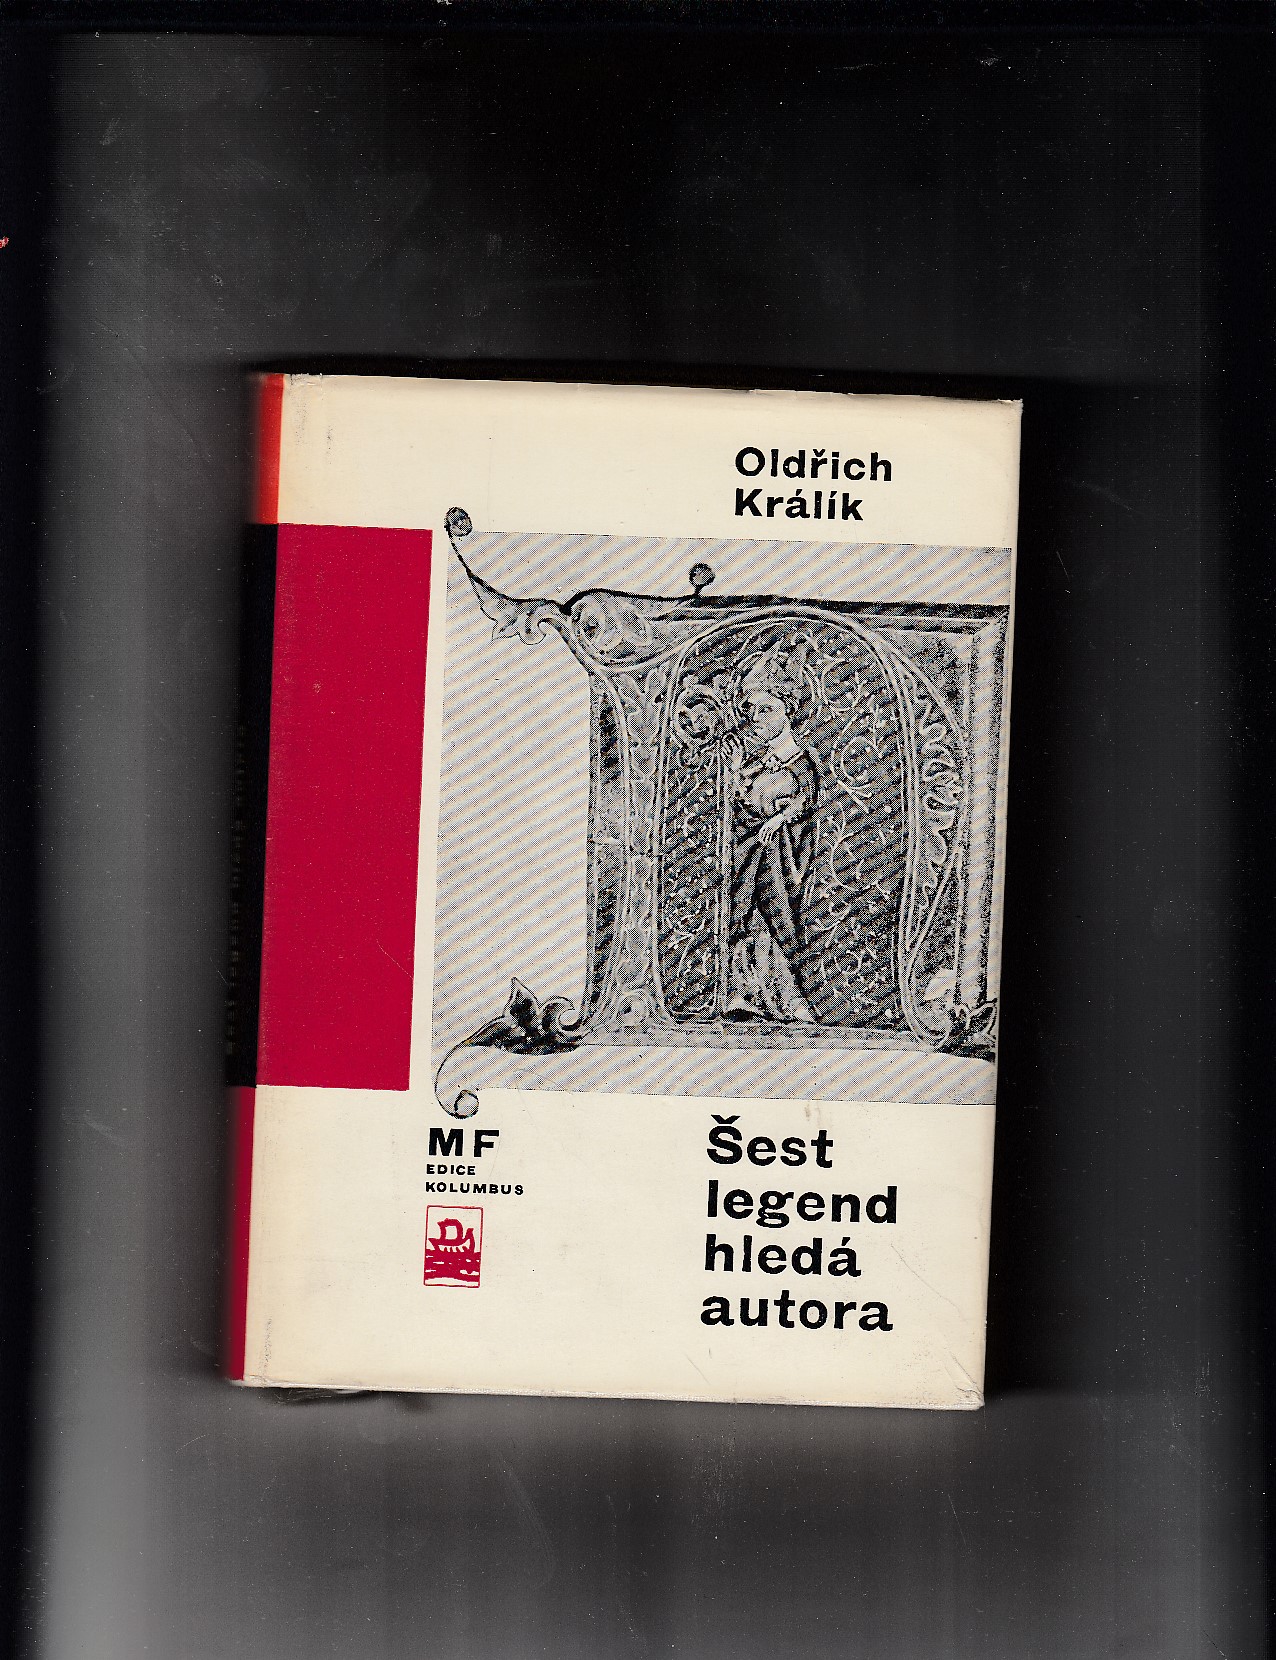 Oldřich
Králík
MF
EDICE
KOLUMBUS
Šest
legend
hledá
autora